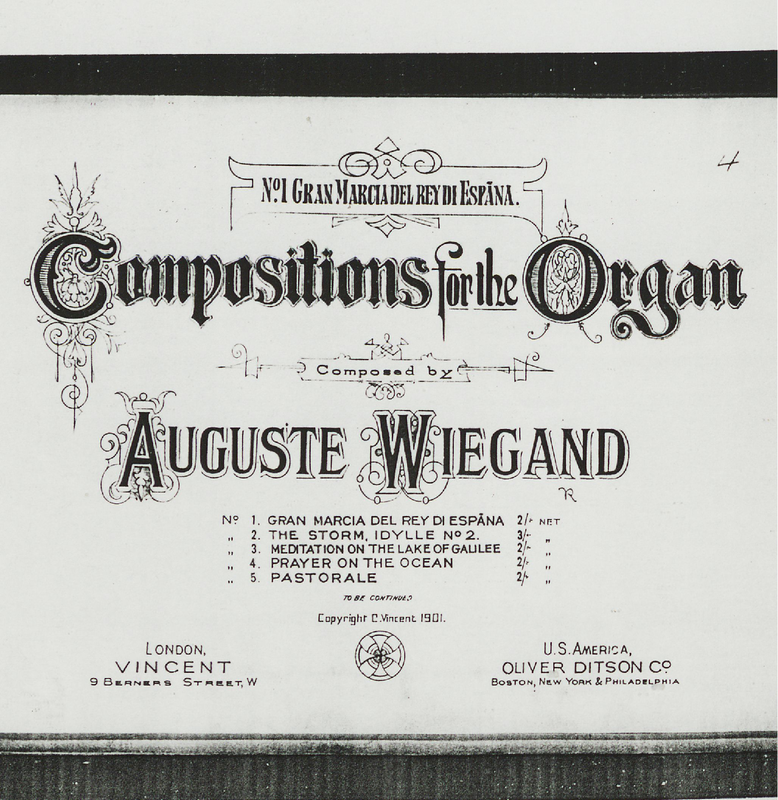 4
Nº1 GRAN MARCIA DEL REY DI ESPĀNA.
Compositions for the Organ
Composed by
AUGUSTE WIEGAND
R
Nº 1. GRAN MARCIA DEL REY DI ESPĀNA 2/- NET
„ 2. THE STORM, IDYLLE Nº 2. 3/- „
„ 3. MEDITATION ON THE LAKE OF GALILEE 2/- „
„ 4. PRAYER ON THE OCEAN 2/- „
„ 5. PASTORALE 2/- „
TO BE CONTINUED
Copyright C.Vincent 1901.
LONDON,
VINCENT
9 BERNERS STREET, W
U.S. AMERICA,
OLIVER DITSON Cº
BOSTON, NEW YORK & PHILADELPHIA